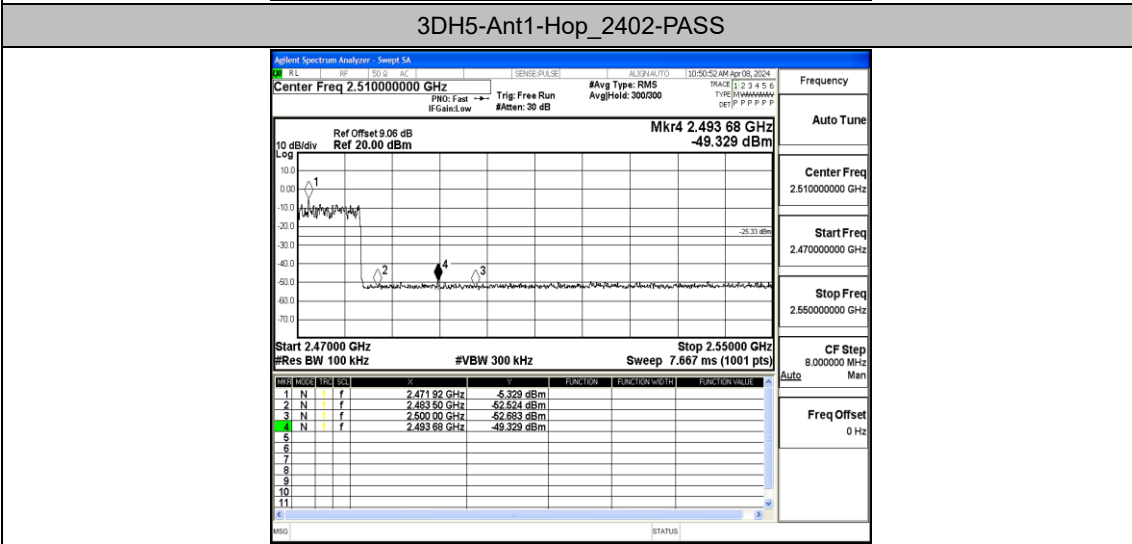 3DH5-Ant1-Hop_2402-PASS
Agilent Spectrum Analyzer - Swept SA
RL RF 50 Ω AC SENSE:PULSE ALIGNAUTO 10:50:52 AM Apr 08, 2024
Center Freq 2.510000000 GHz
PNO: Fast
IFGain:Low
Trig: Free Run
#Atten: 30 dB
#Avg Type: RMS
Avg|Hold: 300/300
TRACE 1 2 3 4 5 6
TYPE MWWWWW
DET P P P P P P
Frequency
Mkr4 2.493 68 GHz
-49.329 dBm
Ref Offset 9.06 dB
10 dB/div Ref 20.00 dBm
Log
10.0
0.00
-10.0
-20.0
-30.0
-40.0
-50.0
-60.0
-70.0
1
2
4
3
-25.33 dBm
Start 2.47000 GHz Stop 2.55000 GHz
#Res BW 100 kHz #VBW 300 kHz Sweep 7.667 ms (1001 pts)
MKR MODE TRC SCL X Y FUNCTION FUNCTION WIDTH FUNCTION VALUE
1 N 1 f 2.471 92 GHz -5.329 dBm
2 N 1 f 2.483 50 GHz -52.524 dBm
3 N 1 f 2.500 00 GHz -52.683 dBm
4 N 1 f 2.493 68 GHz -49.329 dBm
5
6
7
8
9
10
11
MSG STATUS
Auto Tune
Center Freq
2.510000000 GHz
Start Freq
2.470000000 GHz
Stop Freq
2.550000000 GHz
CF Step
8.000000 MHz
Auto Man
Freq Offset
0 Hz